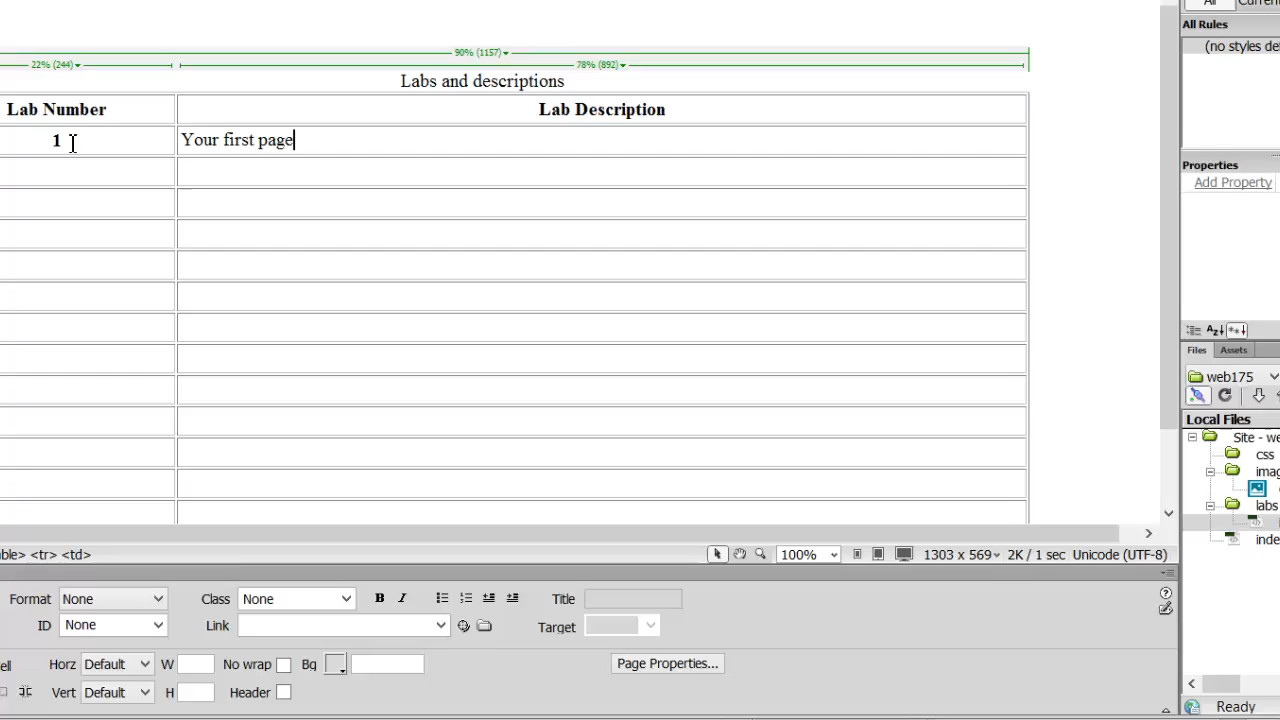 All Current
All Rules
(no styles de
90% (1157)
22% (244) 78% (892)
Labs and descriptions
Lab Number Lab Description
1 Your first page
Properties
Add Property
Files Assets
web175
Local Files
Site - we
css
imag
labs
inde
able> <tr> <td> 100% 1303 x 569 2K / 1 sec Unicode (UTF-8)
Format None Class None B I Title
ID None Link Target
ell Horz Default W No wrap Bg Page Properties...
Vert Default H Header
Ready